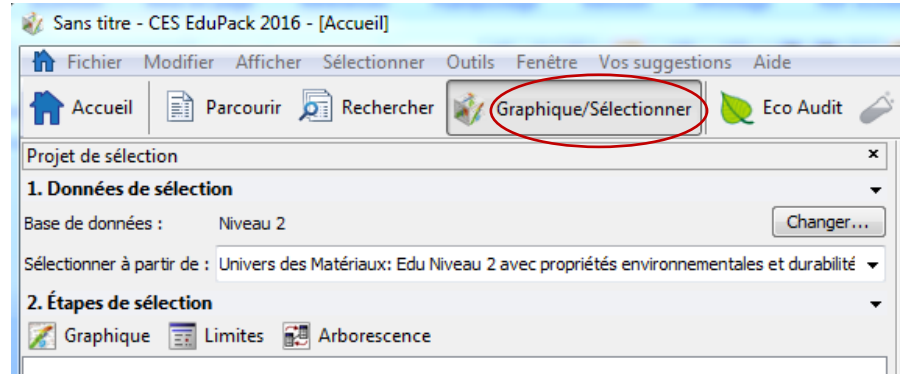 Sans titre - CES EduPack 2016 - [Accueil]
Fichier Modifier Afficher Sélectionner Outils Fenêtre Vos suggestions Aide
Accueil Parcourir Rechercher Graphique/Sélectionner Eco Audit
Projet de sélection x
1. Données de sélection
Base de données : Niveau 2 Changer...
Sélectionner à partir de : Univers des Matériaux: Edu Niveau 2 avec propriétés environnementales et durabilité
2. Étapes de sélection
Graphique Limites Arborescence